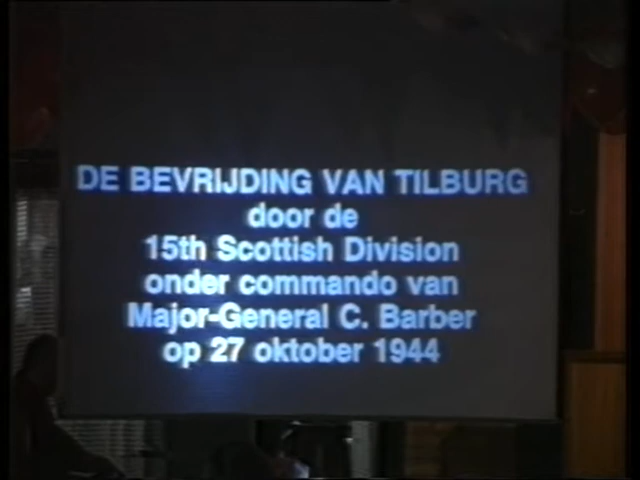 DE BEVRIJDING VAN TILBURG
door de
15th Scottish Division
onder commando van
Major-General C. Barber
op 27 oktober 1944